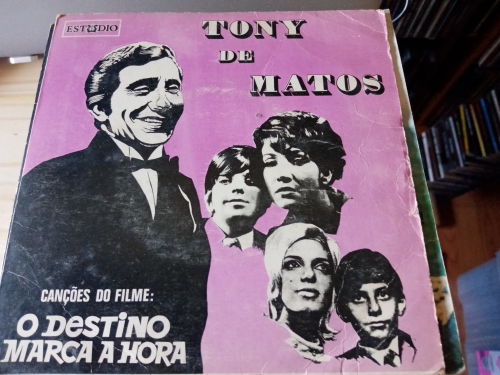 ESTÚDIO
TONY
DE
MATOS
CANÇÕES DO FILME:
O DESTINO
MARCA A HORA